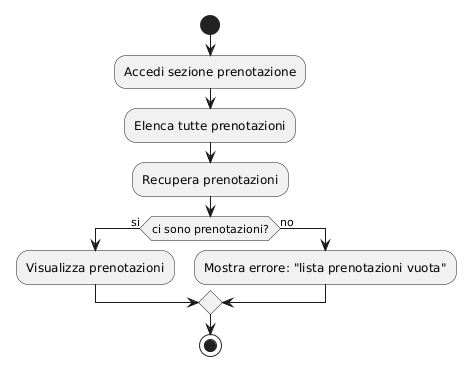 Accedi sezione prenotazione
Elenca tutte prenotazioni
Recupera prenotazioni
si
ci sono prenotazioni?
no
Visualizza prenotazioni
Mostra errore: "lista prenotazioni vuota"